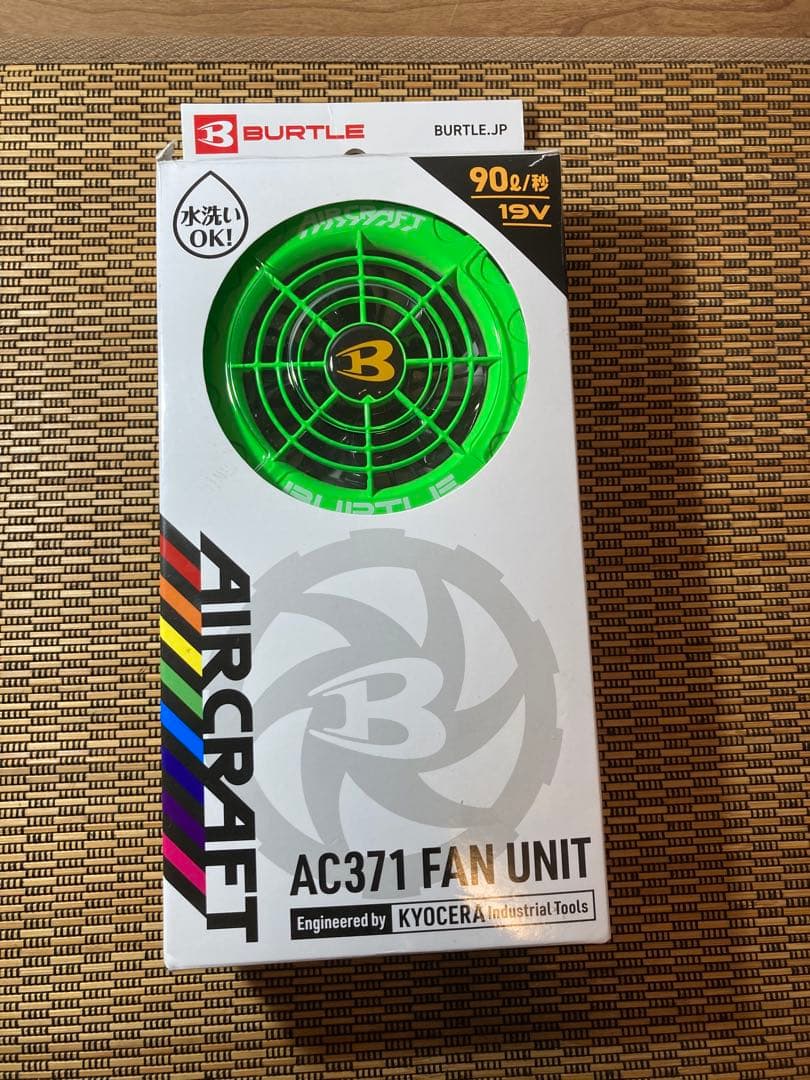 BURTLE
BURTLE.JP
水洗い
OK!
90ℓ/秒
19V
AIRCRAFT
BURTLE
AIRCRAFT
AC371 FAN UNIT
Engineered by KYOCERA Industrial Tools